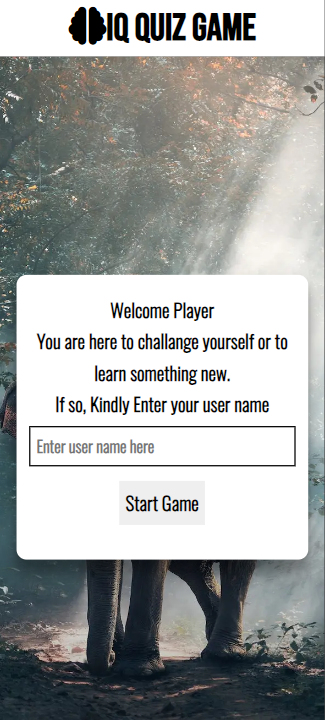 IQ QUIZ GAME
Welcome Player
You are here to challange yourself or to
learn something new.
If so, Kindly Enter your user name
Enter user name here
Start Game